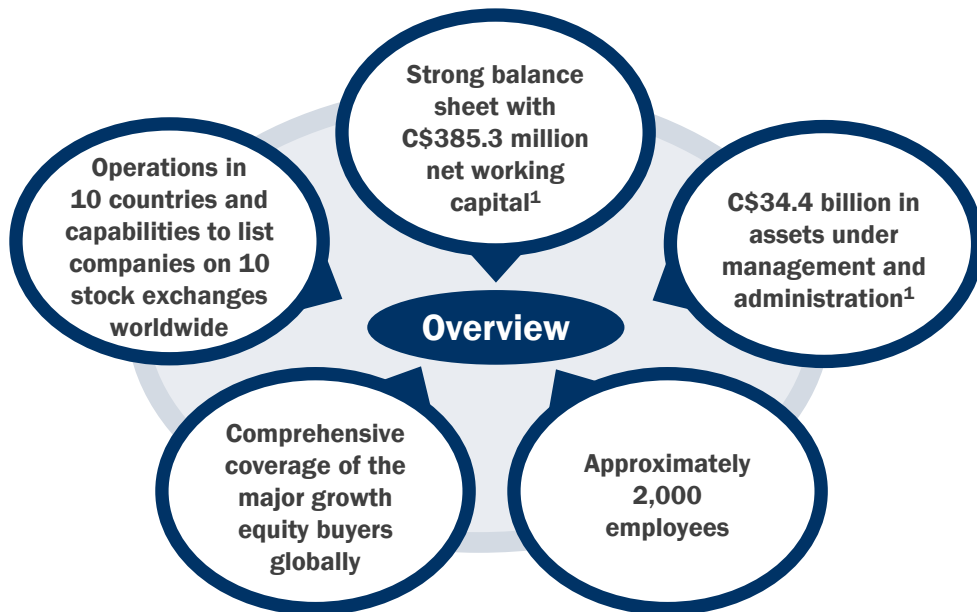 Strong balance
sheet with
C$385.3 million
net working
capital¹
Operations in
10 countries and
capabilities to list
companies on 10
stock exchanges
worldwide
C$34.4 billion in
assets under
management and
administration¹
Overview
Comprehensive
coverage of the
major growth
equity buyers
globally
Approximately
2,000
employees